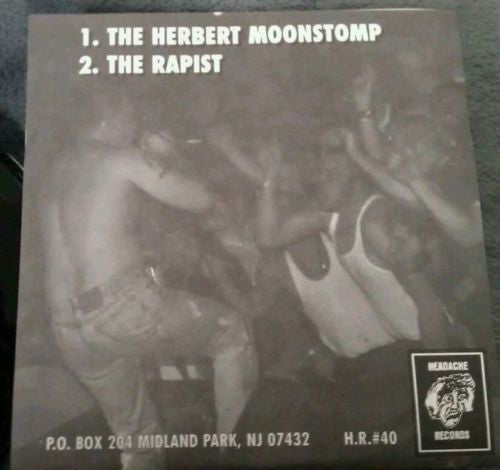 1. THE HERBERT MOONSTOMP
2. THE RAPIST
HEADACHE
RECORDS
P.O. BOX 204 MIDLAND PARK, NJ 07432 H.R.#40